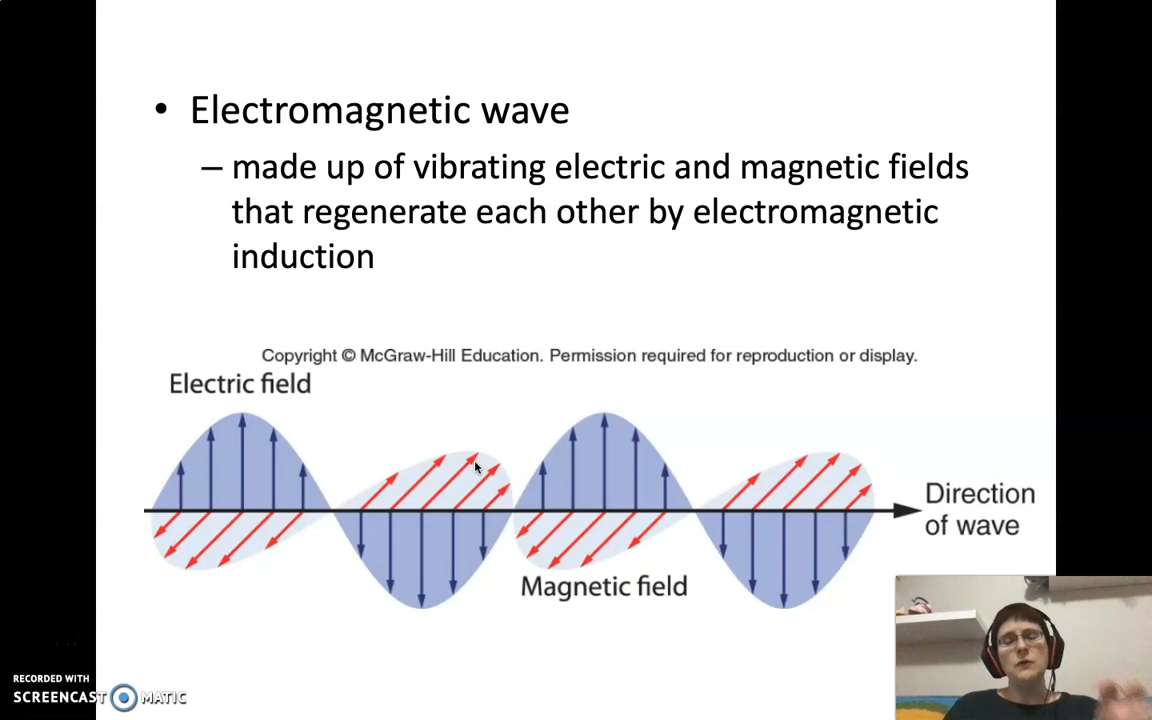 • Electromagnetic wave
– made up of vibrating electric and magnetic fields
that regenerate each other by electromagnetic
induction
Copyright © McGraw-Hill Education. Permission required for reproduction or display.
Electric field
Direction
of wave
Magnetic field
RECORDED WITH
SCREENCAST MATIC